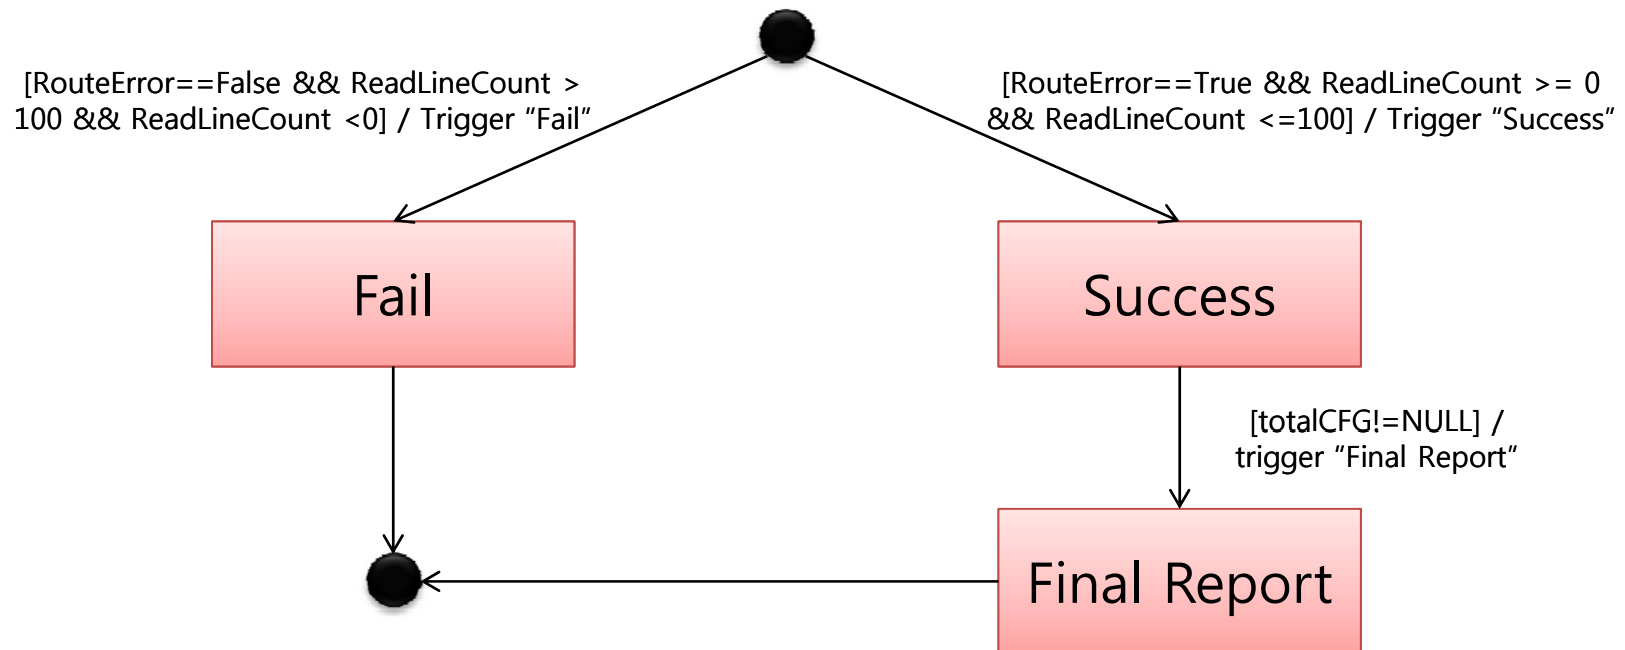 [RouteError==False && ReadLineCount >
100 && ReadLineCount <0] / Trigger "Fail"
[RouteError==True && ReadLineCount >= 0
&& ReadLineCount <=100] / Trigger "Success"
Fail
Success
[totalCFG!=NULL] /
trigger "Final Report"
Final Report